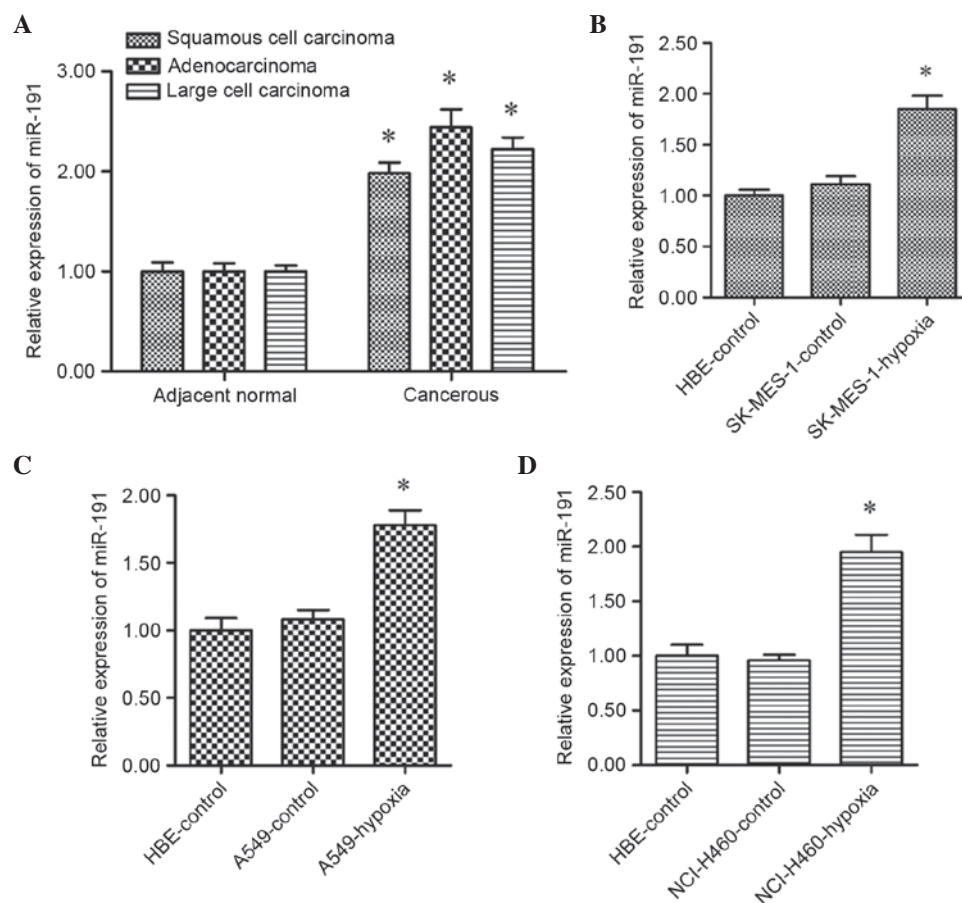 A
Squamous cell carcinoma
Adenocarcinoma
Large cell carcinoma
Relative expression of miR-191
3.00
2.00
1.00
0.00
*
*
*
Adjacent normal
Cancerous
B
Relative expression of miR-191
2.50
2.00
1.50
1.00
0.50
0.00
*
HBE-control
SK-MES-1-control
SK-MES-1-hypoxia
C
Relative expression of miR-191
2.00
1.50
1.00
0.50
0.00
*
HBE-control
A549-control
A549-hypoxia
D
Relative expression of miR-191
2.50
2.00
1.50
1.00
0.50
0.00
*
HBE-control
NCI-H460-control
NCI-H460-hypoxia